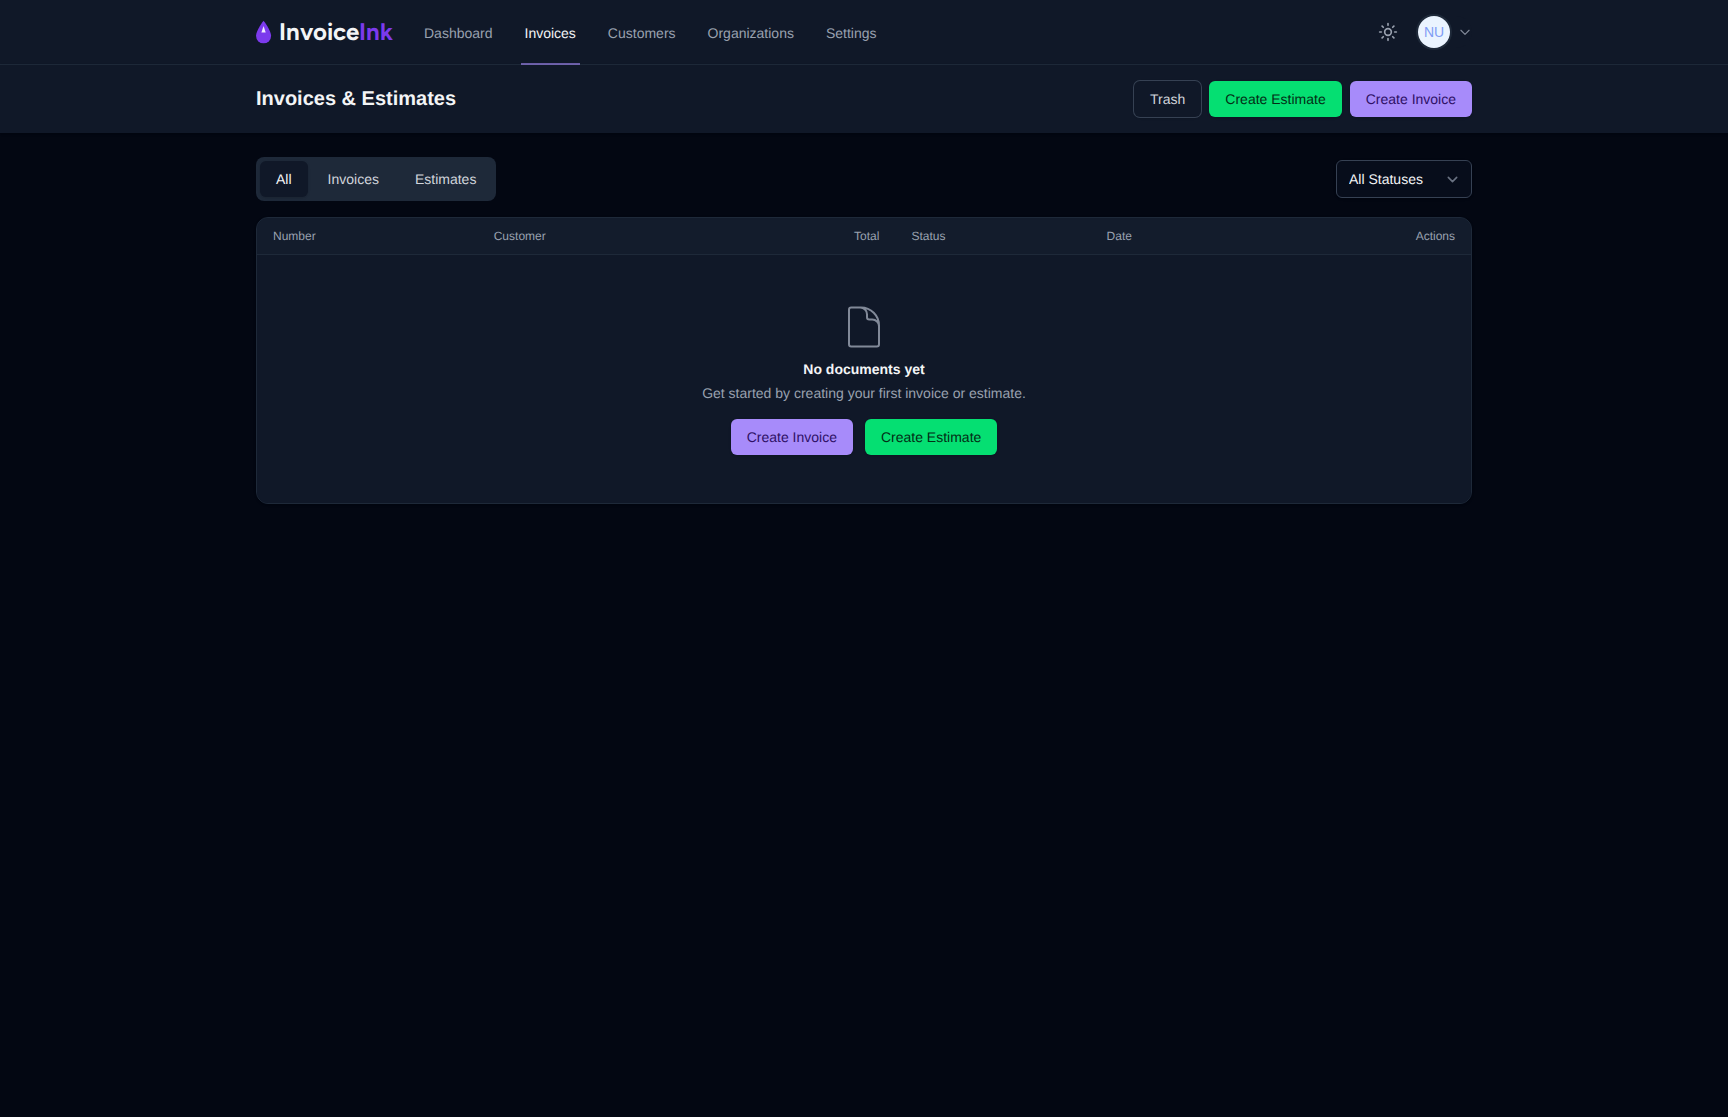 InvoiceInk
Dashboard
Invoices
Customers
Organizations
Settings
NU
Invoices & Estimates
Trash
Create Estimate
Create Invoice
All
Invoices
Estimates
All Statuses
Number
Customer
Total
Status
Date
Actions
No documents yet
Get started by creating your first invoice or estimate.
Create Invoice
Create Estimate